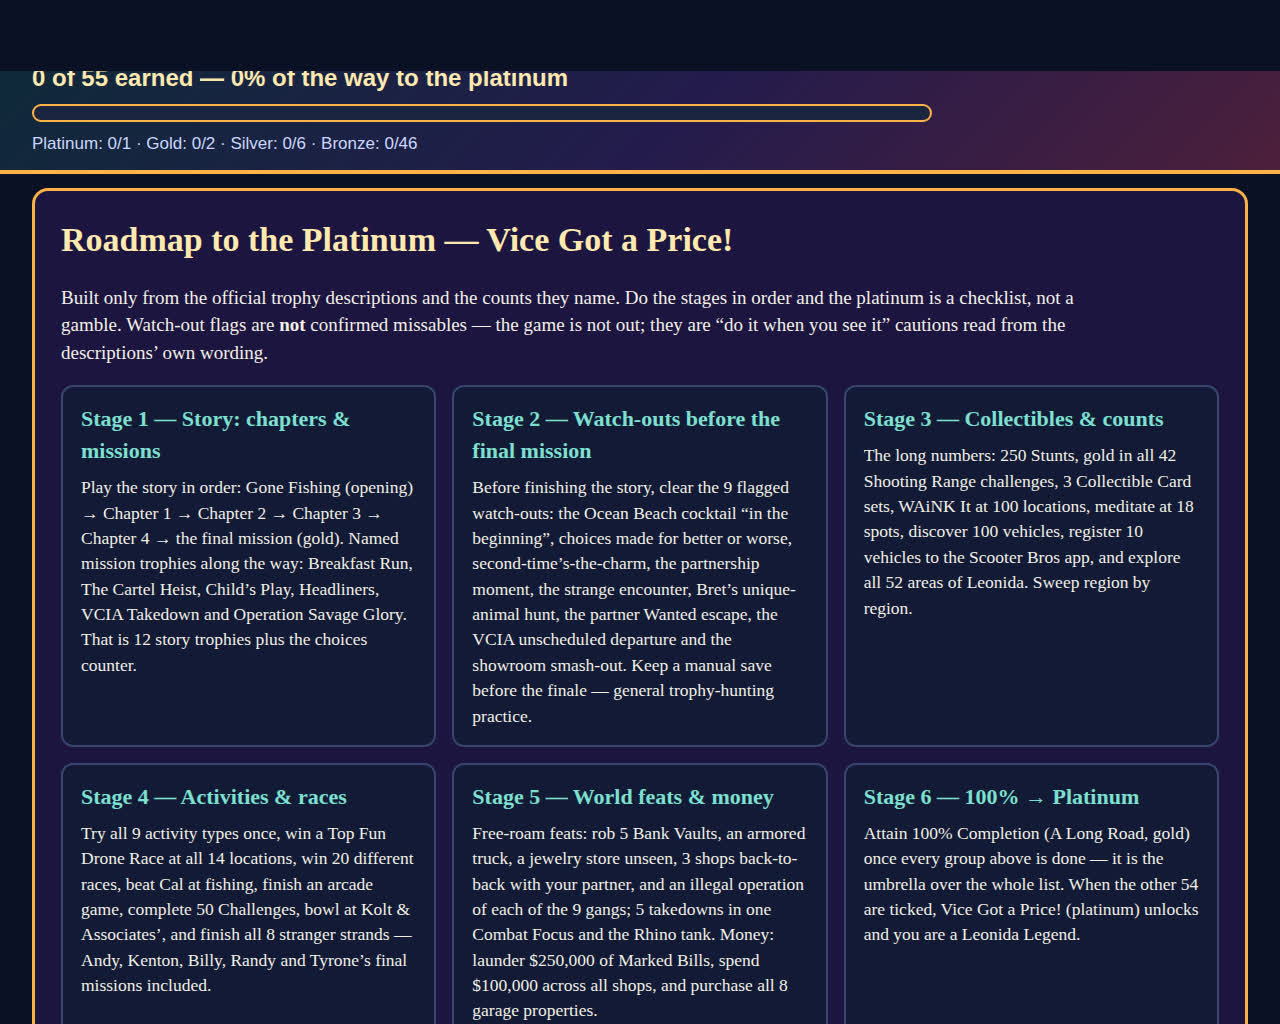 0 of 55 earned — 0% of the way to the platinum
Platinum: 0/1 · Gold: 0/2 · Silver: 0/6 · Bronze: 0/46
Roadmap to the Platinum — Vice Got a Price!
Built only from the official trophy descriptions and the counts they name. Do the stages in order and the platinum is a checklist, not a
gamble. Watch-out flags are not confirmed missables — the game is not out; they are “do it when you see it” cautions read from the
descriptions’ own wording.
Stage 1 — Story: chapters &
missions
Play the story in order: Gone Fishing (opening)
→ Chapter 1 → Chapter 2 → Chapter 3 →
Chapter 4 → the final mission (gold). Named
mission trophies along the way: Breakfast Run,
The Cartel Heist, Child’s Play, Headliners,
VCIA Takedown and Operation Savage Glory.
That is 12 story trophies plus the choices
counter.
Stage 2 — Watch-outs before the
final mission
Before finishing the story, clear the 9 flagged
watch-outs: the Ocean Beach cocktail “in the
beginning”, choices made for better or worse,
second-time’s-the-charm, the partnership
moment, the strange encounter, Bret’s unique-
animal hunt, the partner Wanted escape, the
VCIA unscheduled departure and the
showroom smash-out. Keep a manual save
before the finale — general trophy-hunting
practice.
Stage 3 — Collectibles & counts
The long numbers: 250 Stunts, gold in all 42
Shooting Range challenges, 3 Collectible Card
sets, WAiNK It at 100 locations, meditate at 18
spots, discover 100 vehicles, register 10
vehicles to the Scooter Bros app, and explore
all 52 areas of Leonida. Sweep region by
region.
Stage 4 — Activities & races
Try all 9 activity types once, win a Top Fun
Drone Race at all 14 locations, win 20 different
races, beat Cal at fishing, finish an arcade
game, complete 50 Challenges, bowl at Kolt &
Associates’, and finish all 8 stranger strands —
Andy, Kenton, Billy, Randy and Tyrone’s final
missions included.
Stage 5 — World feats & money
Free-roam feats: rob 5 Bank Vaults, an armored
truck, a jewelry store unseen, 3 shops back-to-
back with your partner, and an illegal operation
of each of the 9 gangs; 5 takedowns in one
Combat Focus and the Rhino tank. Money:
launder $250,000 of Marked Bills, spend
$100,000 across all shops, and purchase all 8
garage properties.
Stage 6 — 100% → Platinum
Attain 100% Completion (A Long Road, gold)
once every group above is done — it is the
umbrella over the whole list. When the other 54
are ticked, Vice Got a Price! (platinum) unlocks
and you are a Leonida Legend.